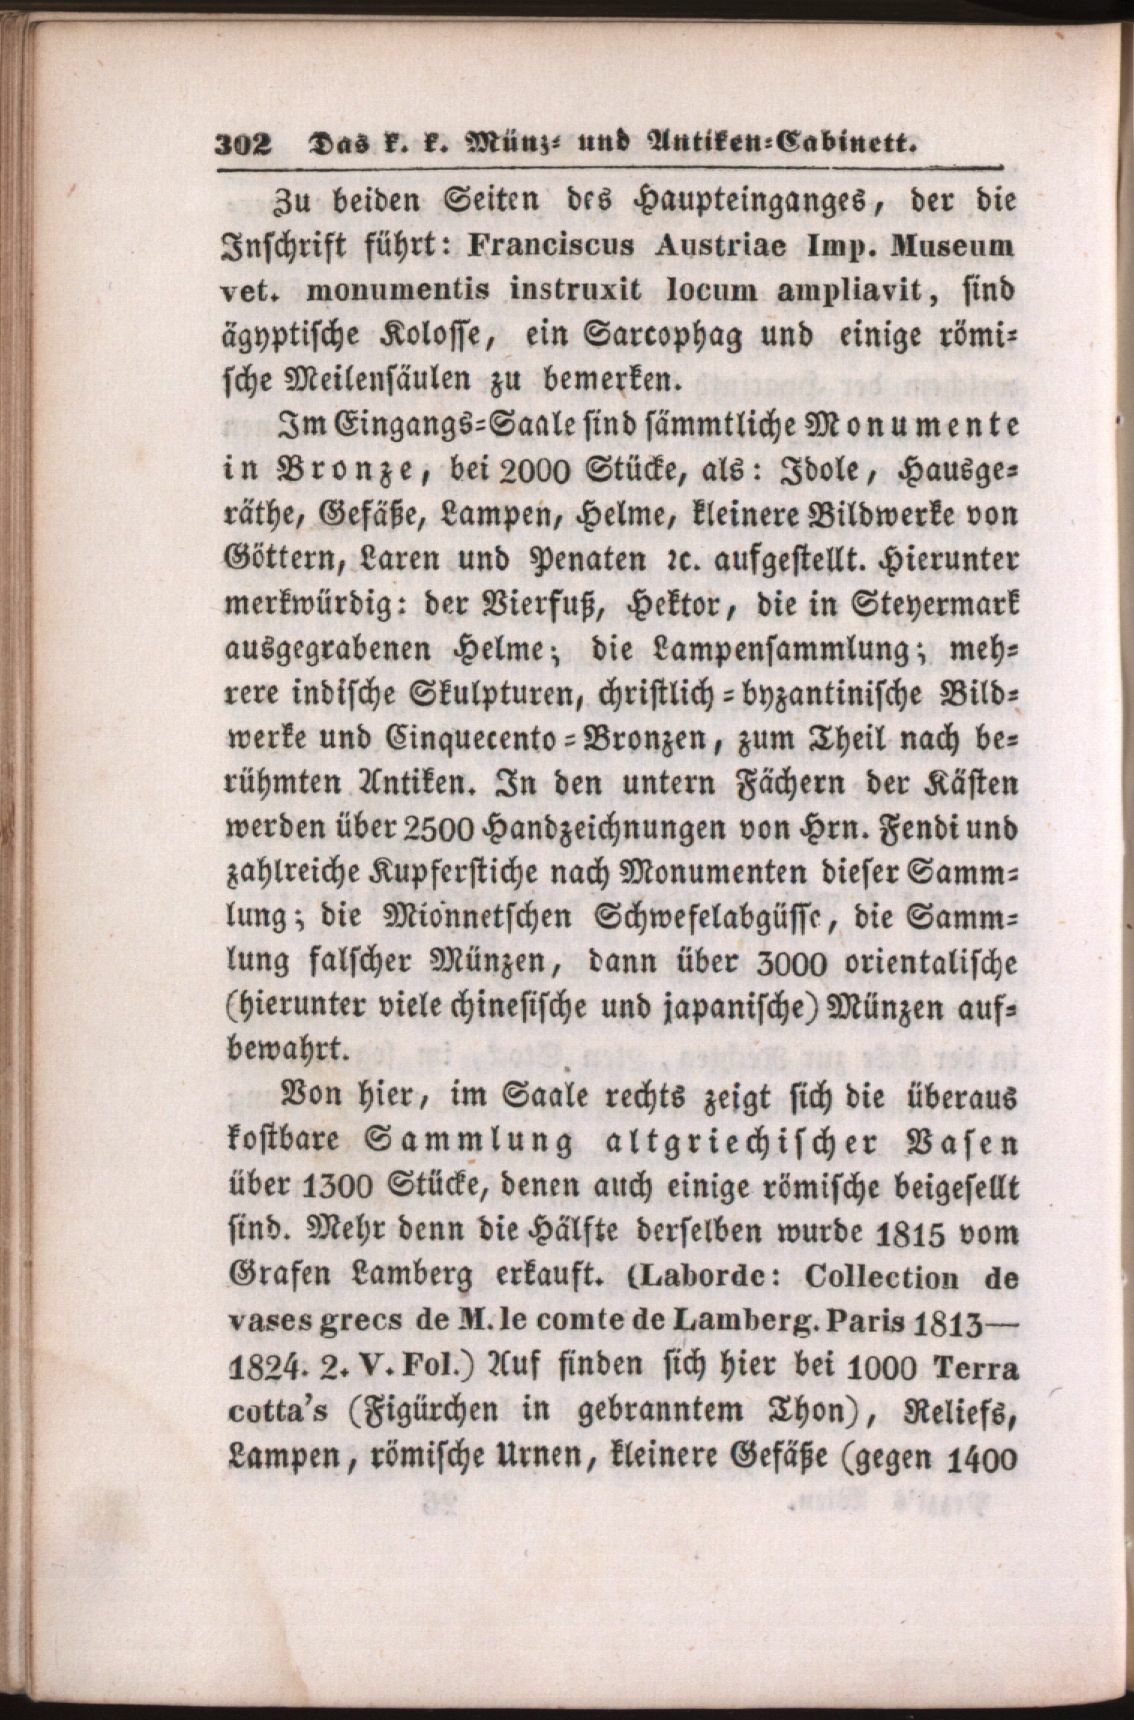 302 Das k. k. Münz- und Antiken-Cabinett.
Zu beiden Seiten des Haupteinganges, der die
Inschrift führt: Franciscus Austriae Imp. Museum
vet. monumentis instruxit locum ampliavit, sind
ägyptische Kolosse, ein Sarcophag und einige römi-
sche Meilensäulen zu bemerken.
Im Eingangs-Saale sind sämmtliche Monumente
in Bronze, bei 2000 Stücke, als: Idole, Hausge-
räthe, Gefäße, Lampen, Helme, kleinere Bildwerke von
Göttern, Laren und Penaten ꝛc. aufgestellt. Hierunter
merkwürdig: der Vierfuß, Hektor, die in Steyermark
ausgegrabenen Helme; die Lampensammlung; meh-
rere indische Skulpturen, christlich-byzantinische Bild-
werke und Cinquecento-Bronzen, zum Theil nach be-
rühmten Antiken. In den untern Fächern der Kästen
werden über 2500 Handzeichnungen von Hrn. Fendi und
zahlreiche Kupferstiche nach Monumenten dieser Samm-
lung; die Mionnetschen Schwefelabgüsse, die Samm-
lung falscher Münzen, dann über 3000 orientalische
(hierunter viele chinesische und japanische) Münzen auf-
bewahrt.
Von hier, im Saale rechts zeigt sich die überaus
kostbare Sammlung altgriechischer Vasen
über 1300 Stücke, denen auch einige römische beigesellt
sind. Mehr denn die Hälfte derselben wurde 1815 vom
Grafen Lamberg erkauft. (Laborde: Collection de
vases grecs de M. le comte de Lamberg. Paris 1813—
1824. 2. V. Fol.) Auf finden sich hier bei 1000 Terra
cotta's (Figürchen in gebranntem Thon), Reliefs,
Lampen, römische Urnen, kleinere Gefäße (gegen 1400